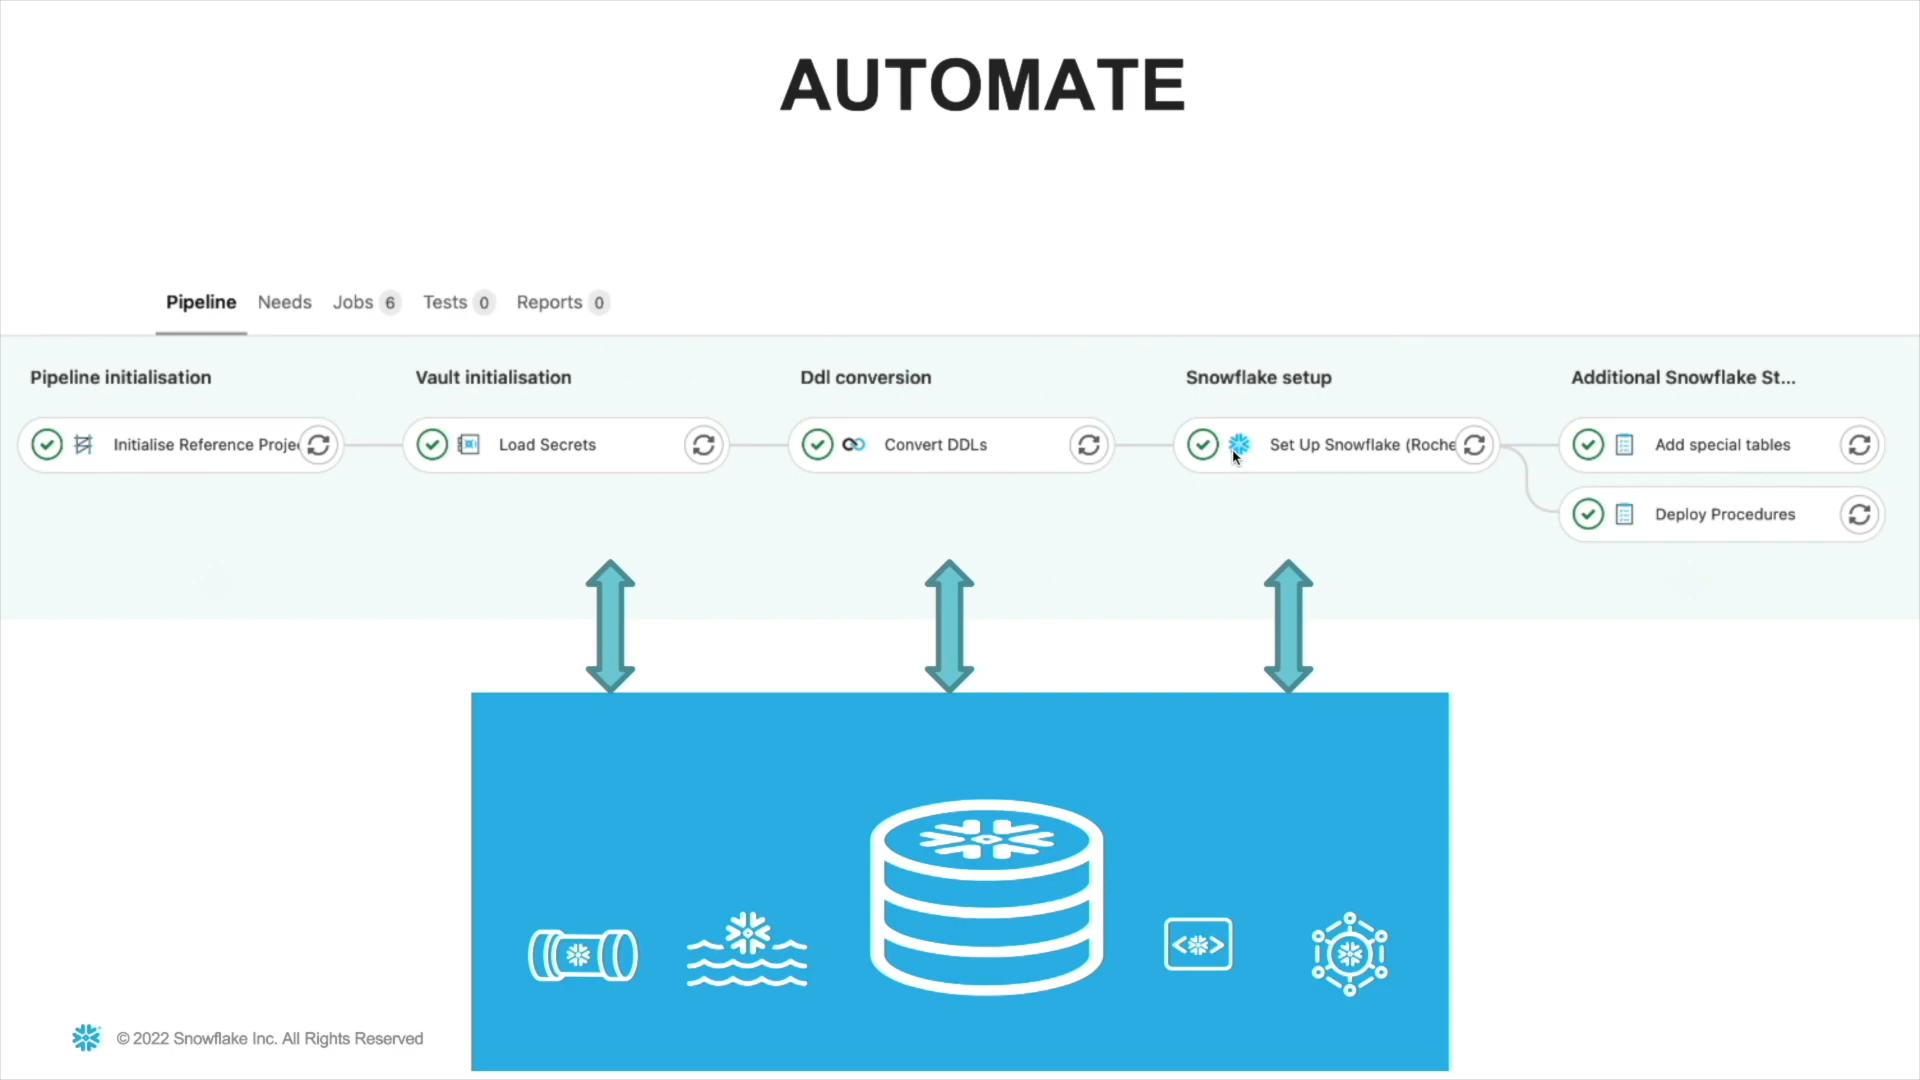 AUTOMATE
Pipeline Needs Jobs 6 Tests 0 Reports 0
Pipeline initialisation
Vault initialisation
Ddl conversion
Snowflake setup
Additional Snowflake St...
Initialise Reference Proje
Load Secrets
Convert DDLs
Set Up Snowflake (Roche
Add special tables
Deploy Procedures
© 2022 Snowflake Inc. All Rights Reserved